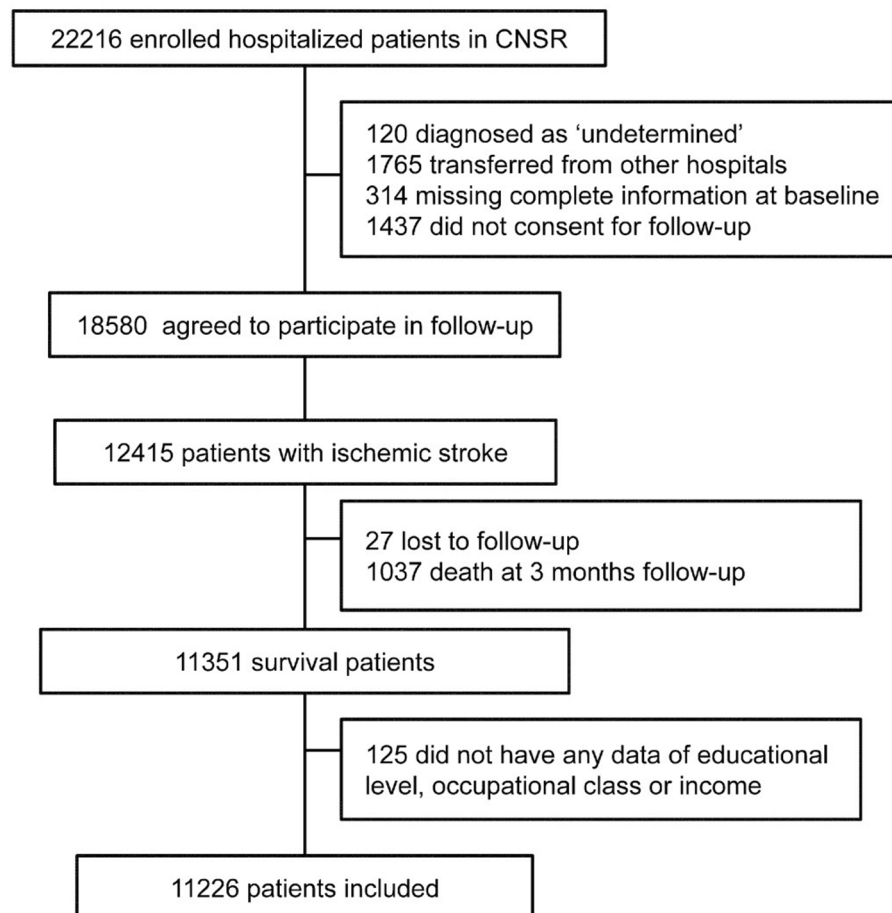 22216 enrolled hospitalized patients in CNSR
120 diagnosed as ‘undetermined’
1765 transferred from other hospitals
314 missing complete information at baseline
1437 did not consent for follow-up
18580 agreed to participate in follow-up
12415 patients with ischemic stroke
27 lost to follow-up
1037 death at 3 months follow-up
11351 survival patients
125 did not have any data of educational
level, occupational class or income
11226 patients included